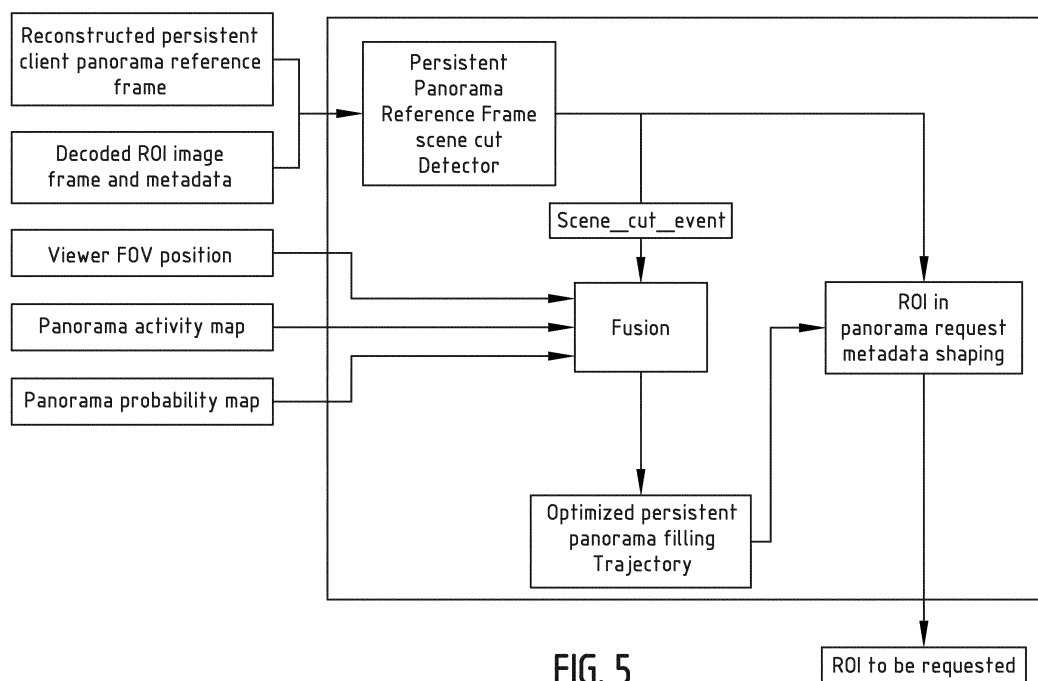 Reconstructed persistent
client panorama reference
frame
Decoded ROI image
frame and metadata
Viewer FOV position
Panorama activity map
Panorama probability map
Persistent
Panorama
Reference Frame
scene cut
Detector
Scene_cut_event
Fusion
Optimized persistent
panorama filling
Trajectory
ROI in
panorama request
metadata shaping
ROI to be requested
FIG. 5